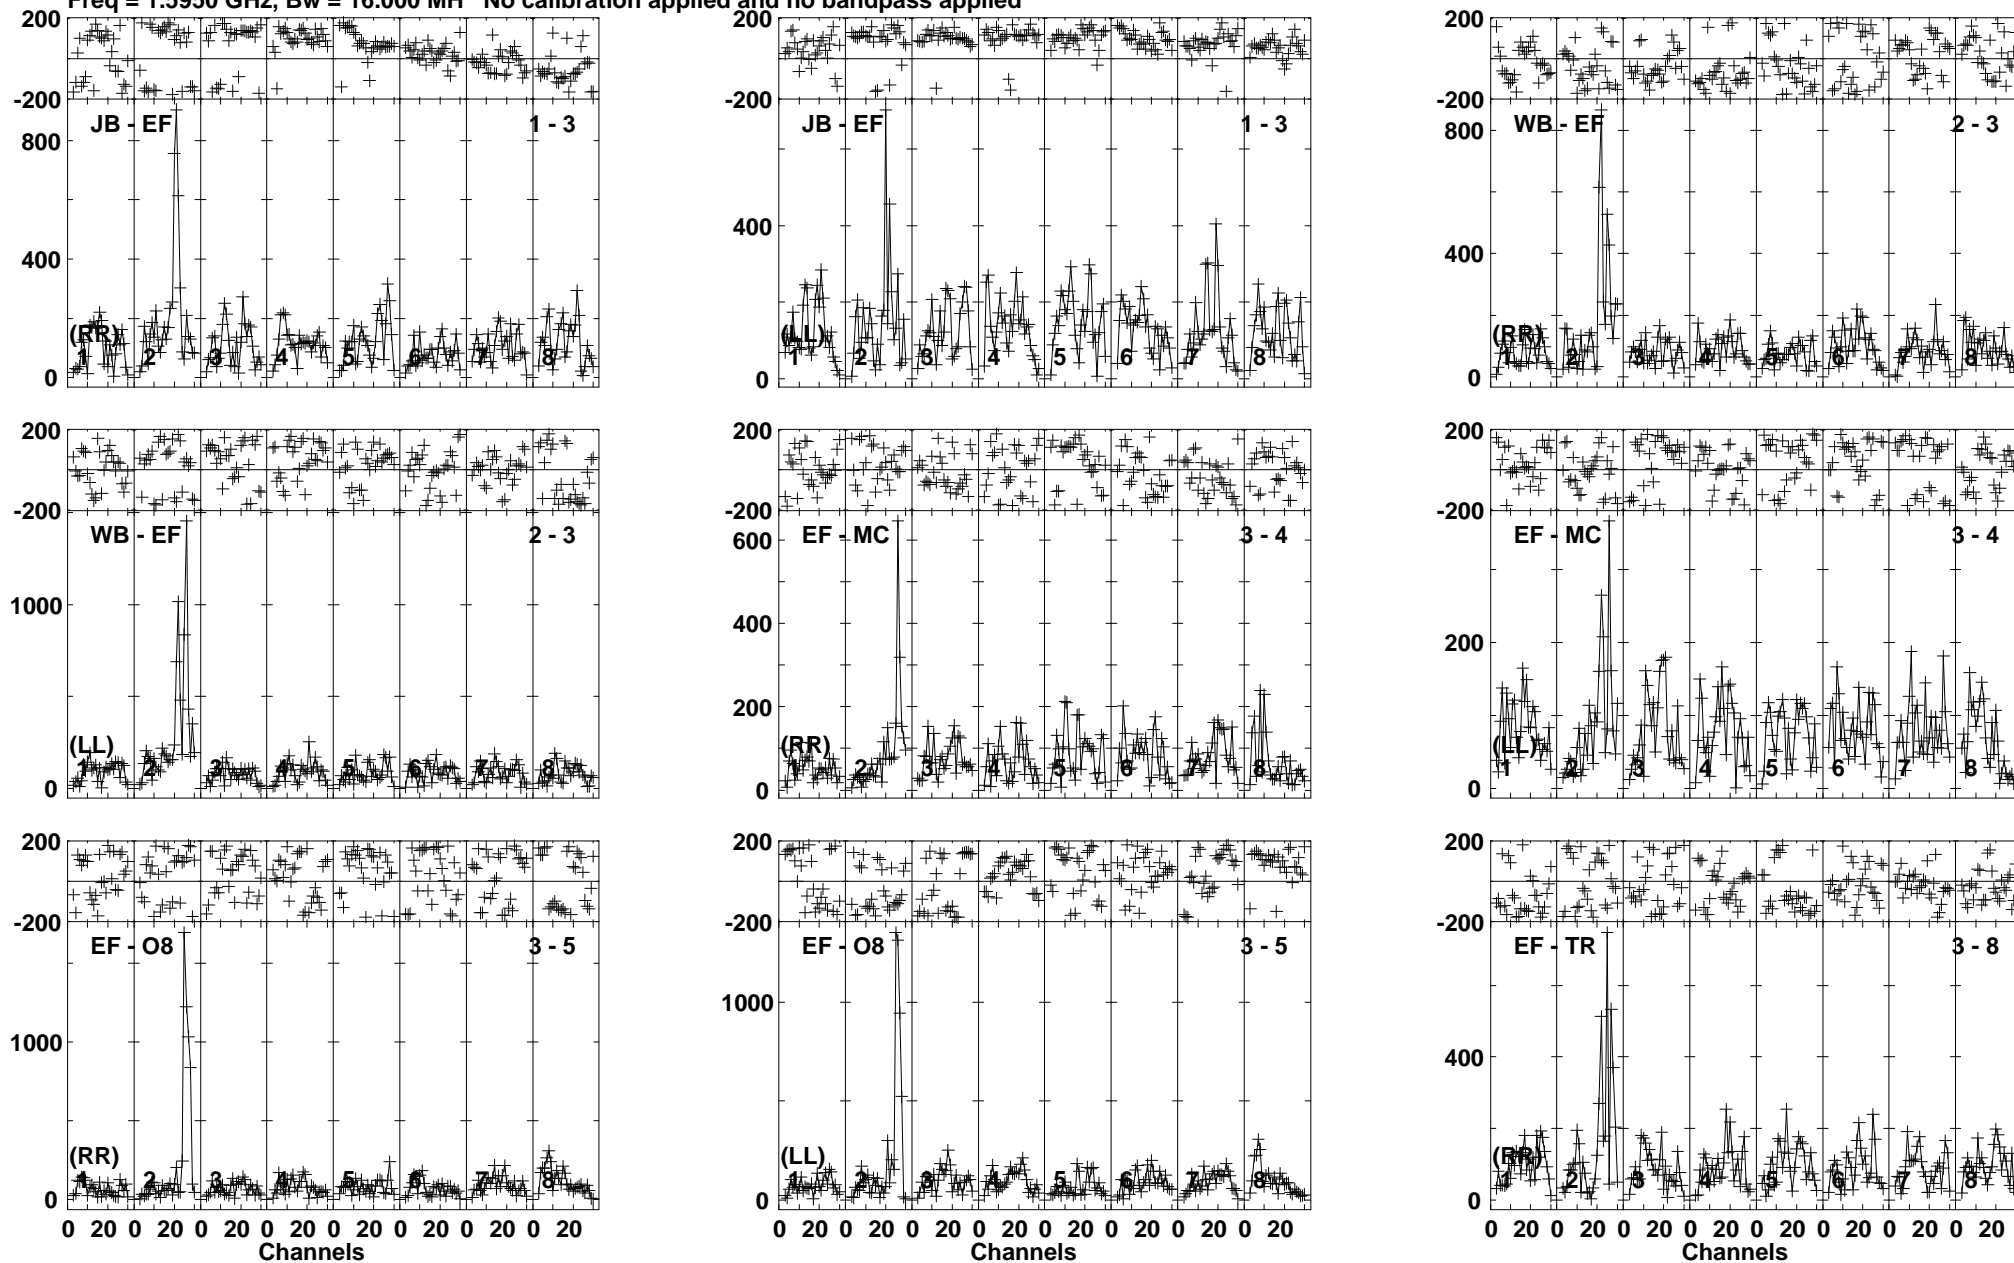 Freq = 1.5950 GHz, Bw = 16.000 MH No calibration applied and no bandpass applied
200 200 200
-200 -200 -200
JB - EF 1 - 3 JB - EF 1 - 3 WB - EF 2 - 3
800 800
400 400 400
(RR) (LL) (RR)
1 2 3 4 5 6 7 8 1 2 3 4 5 6 7 8 1 2 3 4 5 6 7 8
0 0 0
200 200 200
-200 -200 -200
WB - EF 2 - 3 EF - MC 3 - 4 EF - MC 3 - 4
600
1000 400 200
200
(LL) (RR) (LL)
1 2 3 4 5 6 7 8 1 2 3 4 5 6 7 8 1 2 3 4 5 6 7 8
0 0 0
200 200 200
-200 -200 -200
EF - O8 3 - 5 EF - O8 3 - 5 EF - TR 3 - 8
1000 1000 400
(RR) (LL) (RR)
1 2 3 4 5 6 7 8 1 2 3 4 5 6 7 8 1 2 3 4 5 6 7 8
0 0 0
0 20 0 20 0 20 0 20 0 20 0 20 0 20 0 20 0 20 0 20 0 20 0 20 0 20 0 20 0 20 0 20 0 20 0 20 0 20 0 20 0 20 0 20 0 20 0 20
Channels Channels Channels